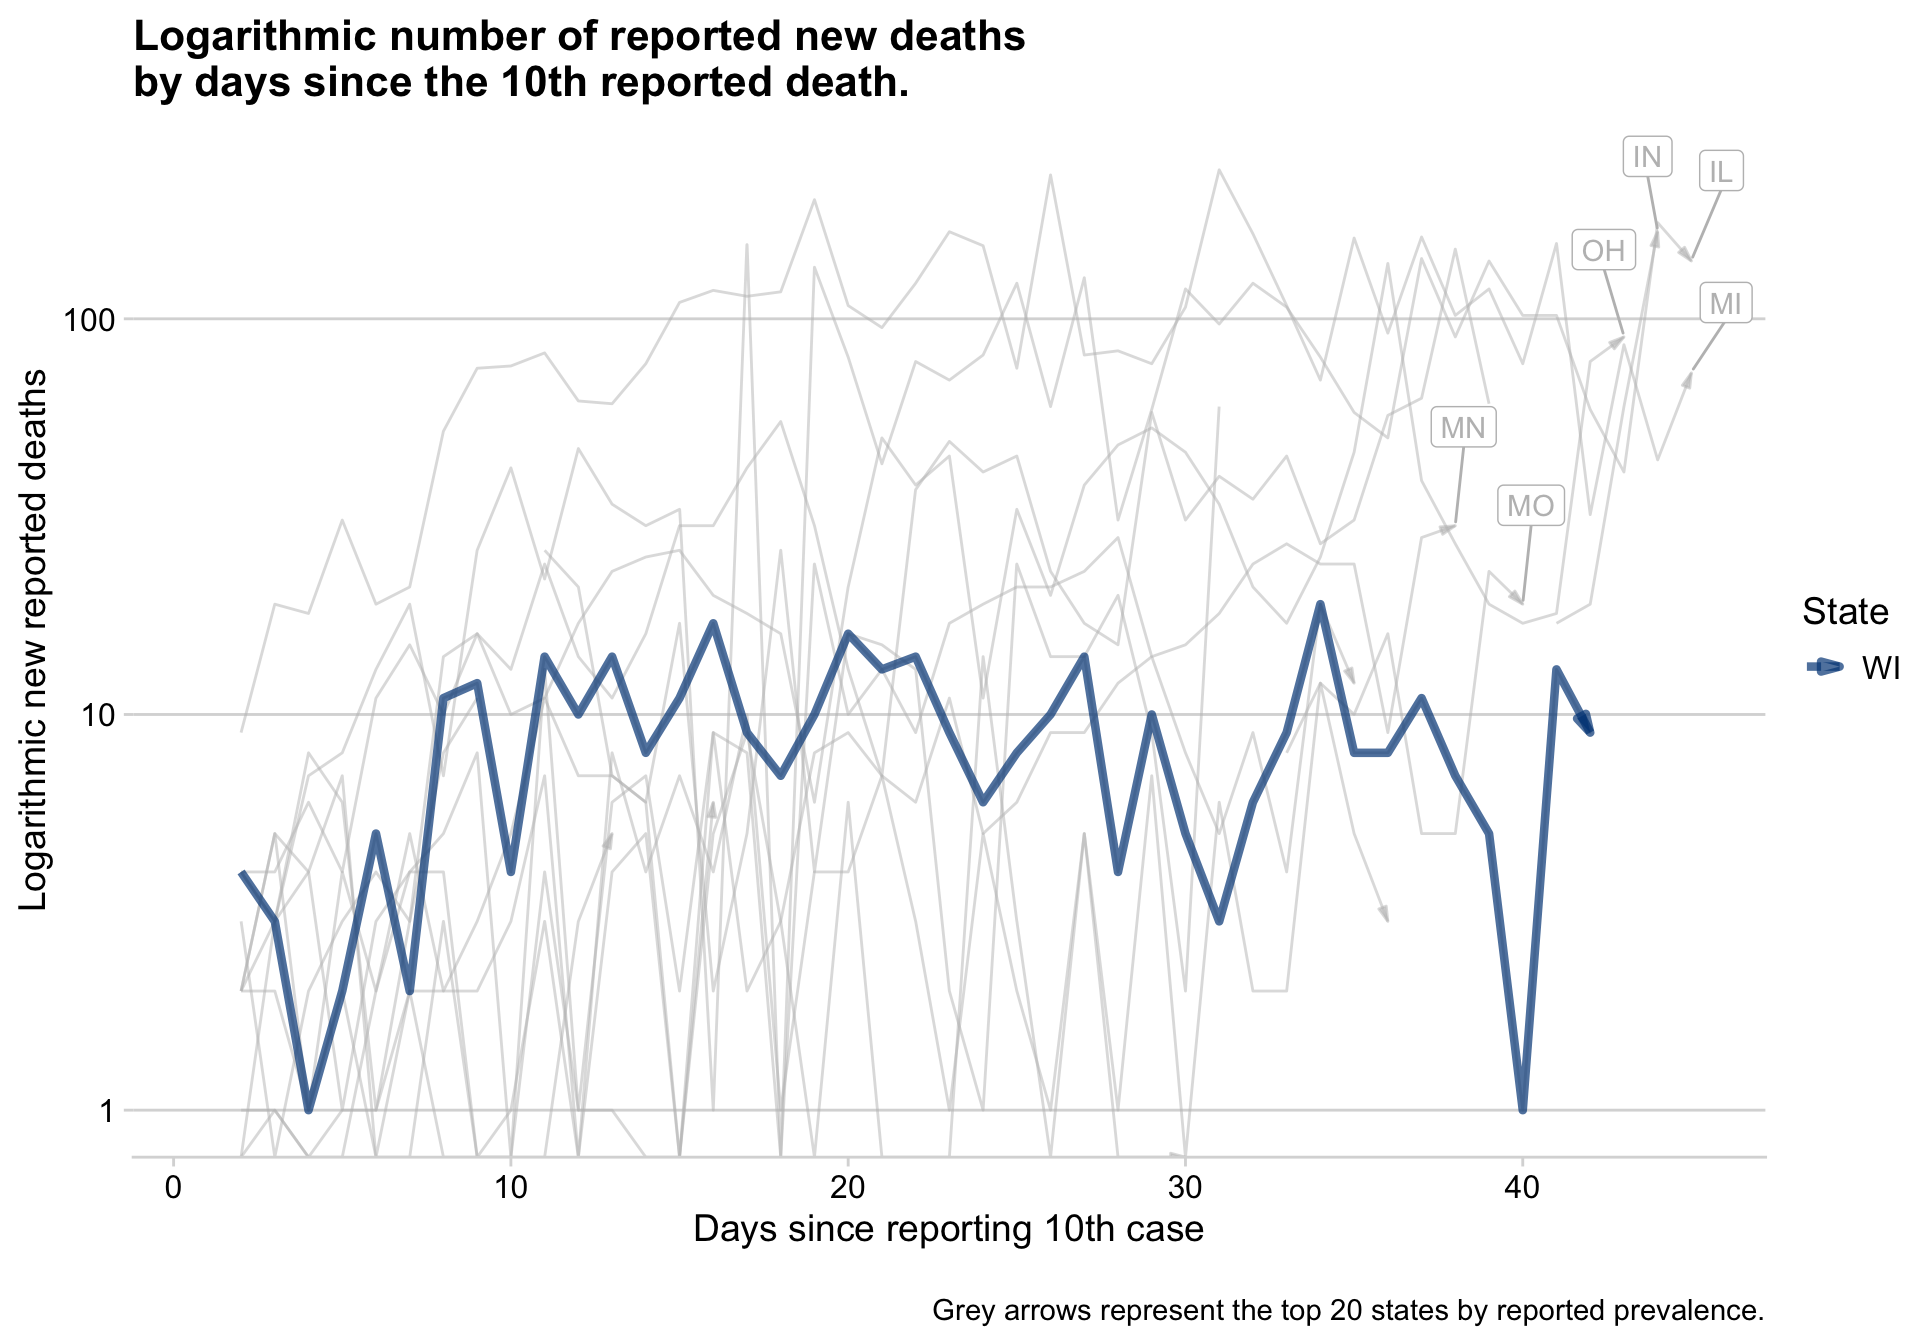 Logarithmic number of reported new deaths
by days since the 10th reported death.
IN
IL
OH
MI
MN
MO
100
10
1
Logarithmic new reported deaths
State
WI
0
10
20
30
40
Days since reporting 10th case
Grey arrows represent the top 20 states by reported prevalence.